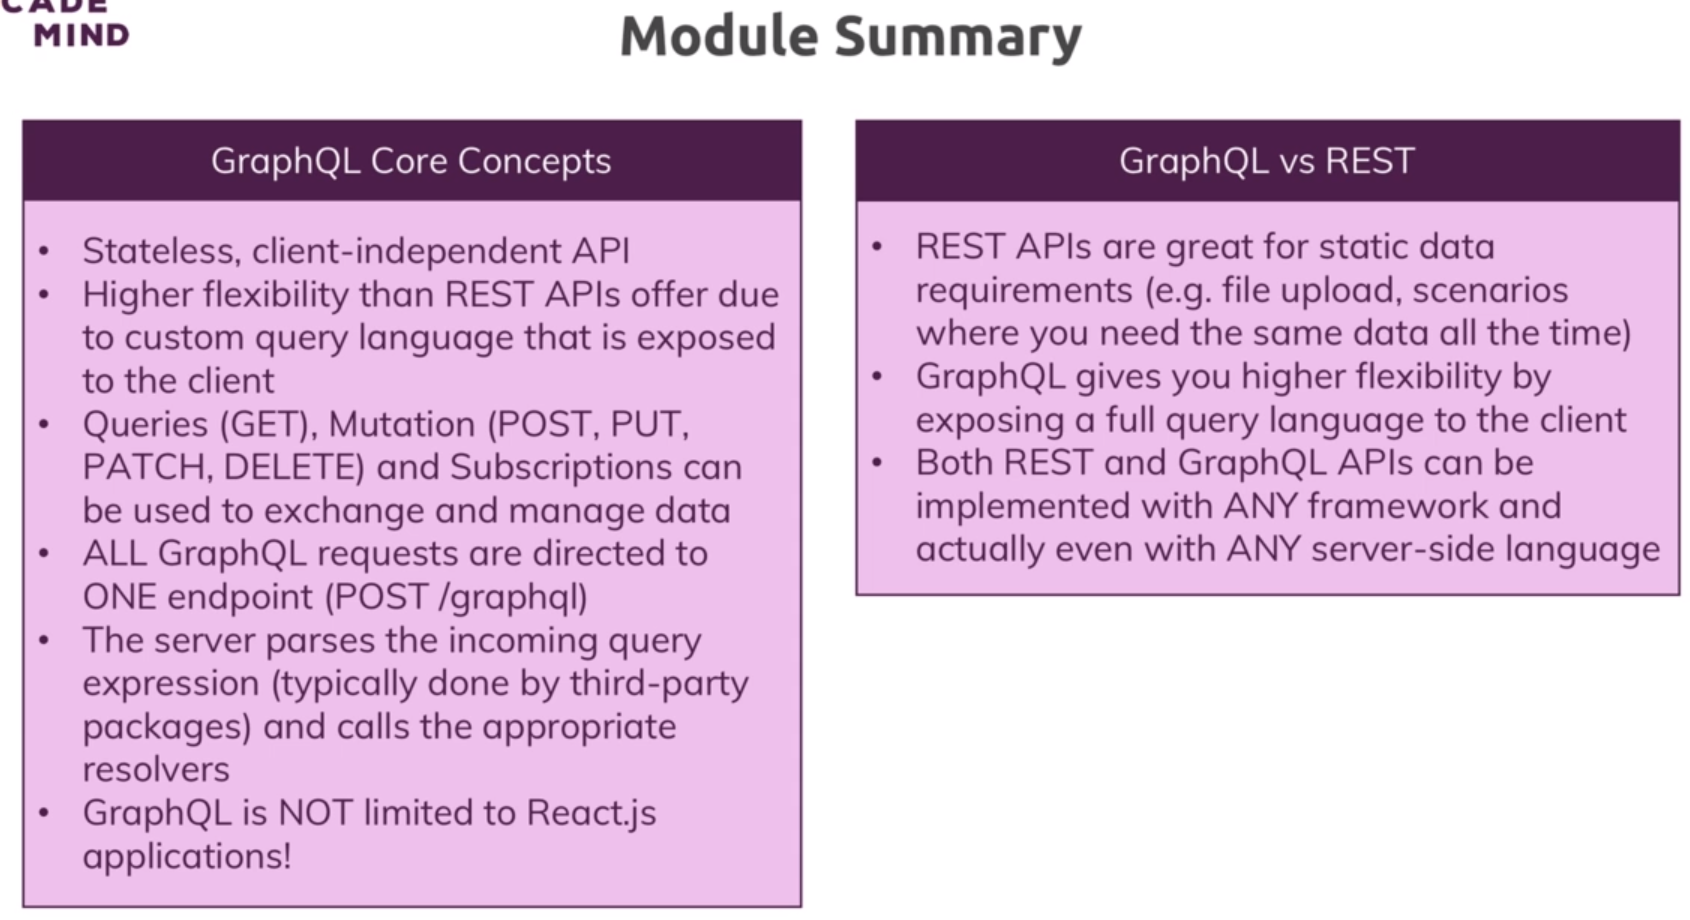 CADE
MIND
Module Summary
GraphQL Core Concepts
• Stateless, client-independent API
• Higher flexibility than REST APIs offer due
to custom query language that is exposed
to the client
• Queries (GET), Mutation (POST, PUT,
PATCH, DELETE) and Subscriptions can
be used to exchange and manage data
• ALL GraphQL requests are directed to
ONE endpoint (POST /graphql)
• The server parses the incoming query
expression (typically done by third-party
packages) and calls the appropriate
resolvers
• GraphQL is NOT limited to React.js
applications!
GraphQL vs REST
• REST APIs are great for static data
requirements (e.g. file upload, scenarios
where you need the same data all the time)
• GraphQL gives you higher flexibility by
exposing a full query language to the client
• Both REST and GraphQL APIs can be
implemented with ANY framework and
actually even with ANY server-side language